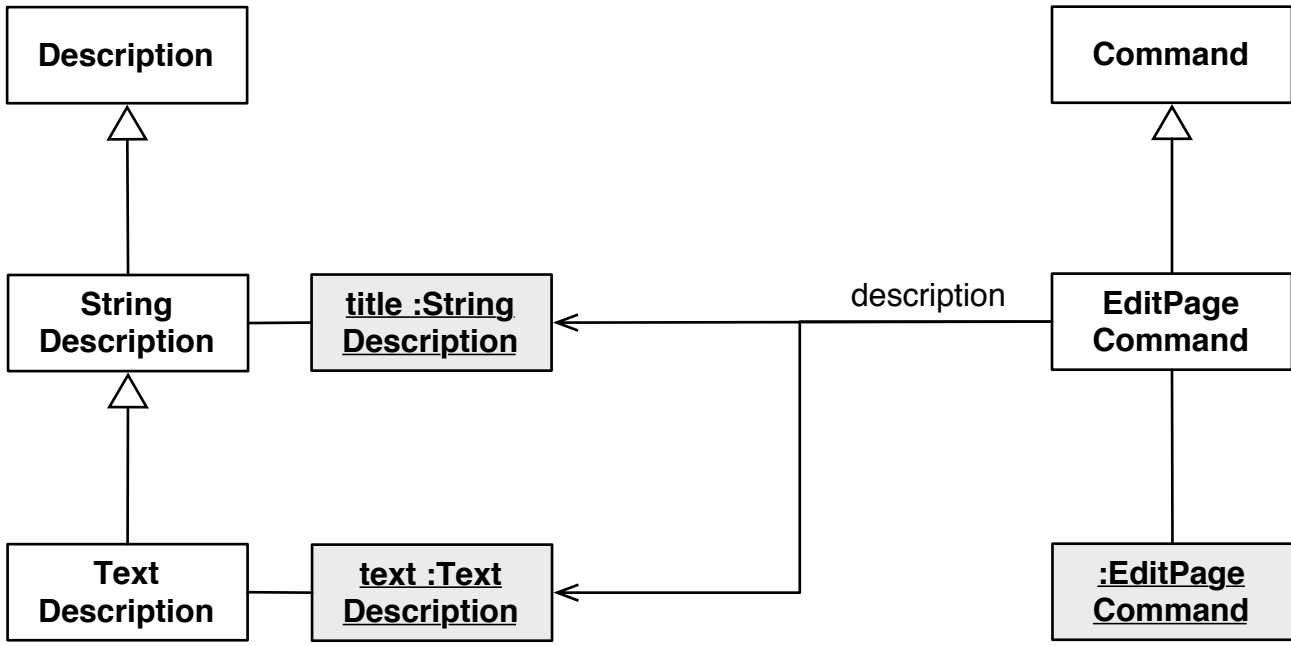 Description
Command
String
Description
title :String
Description
description
EditPage
Command
Text
Description
text :Text
Description
:EditPage
Command